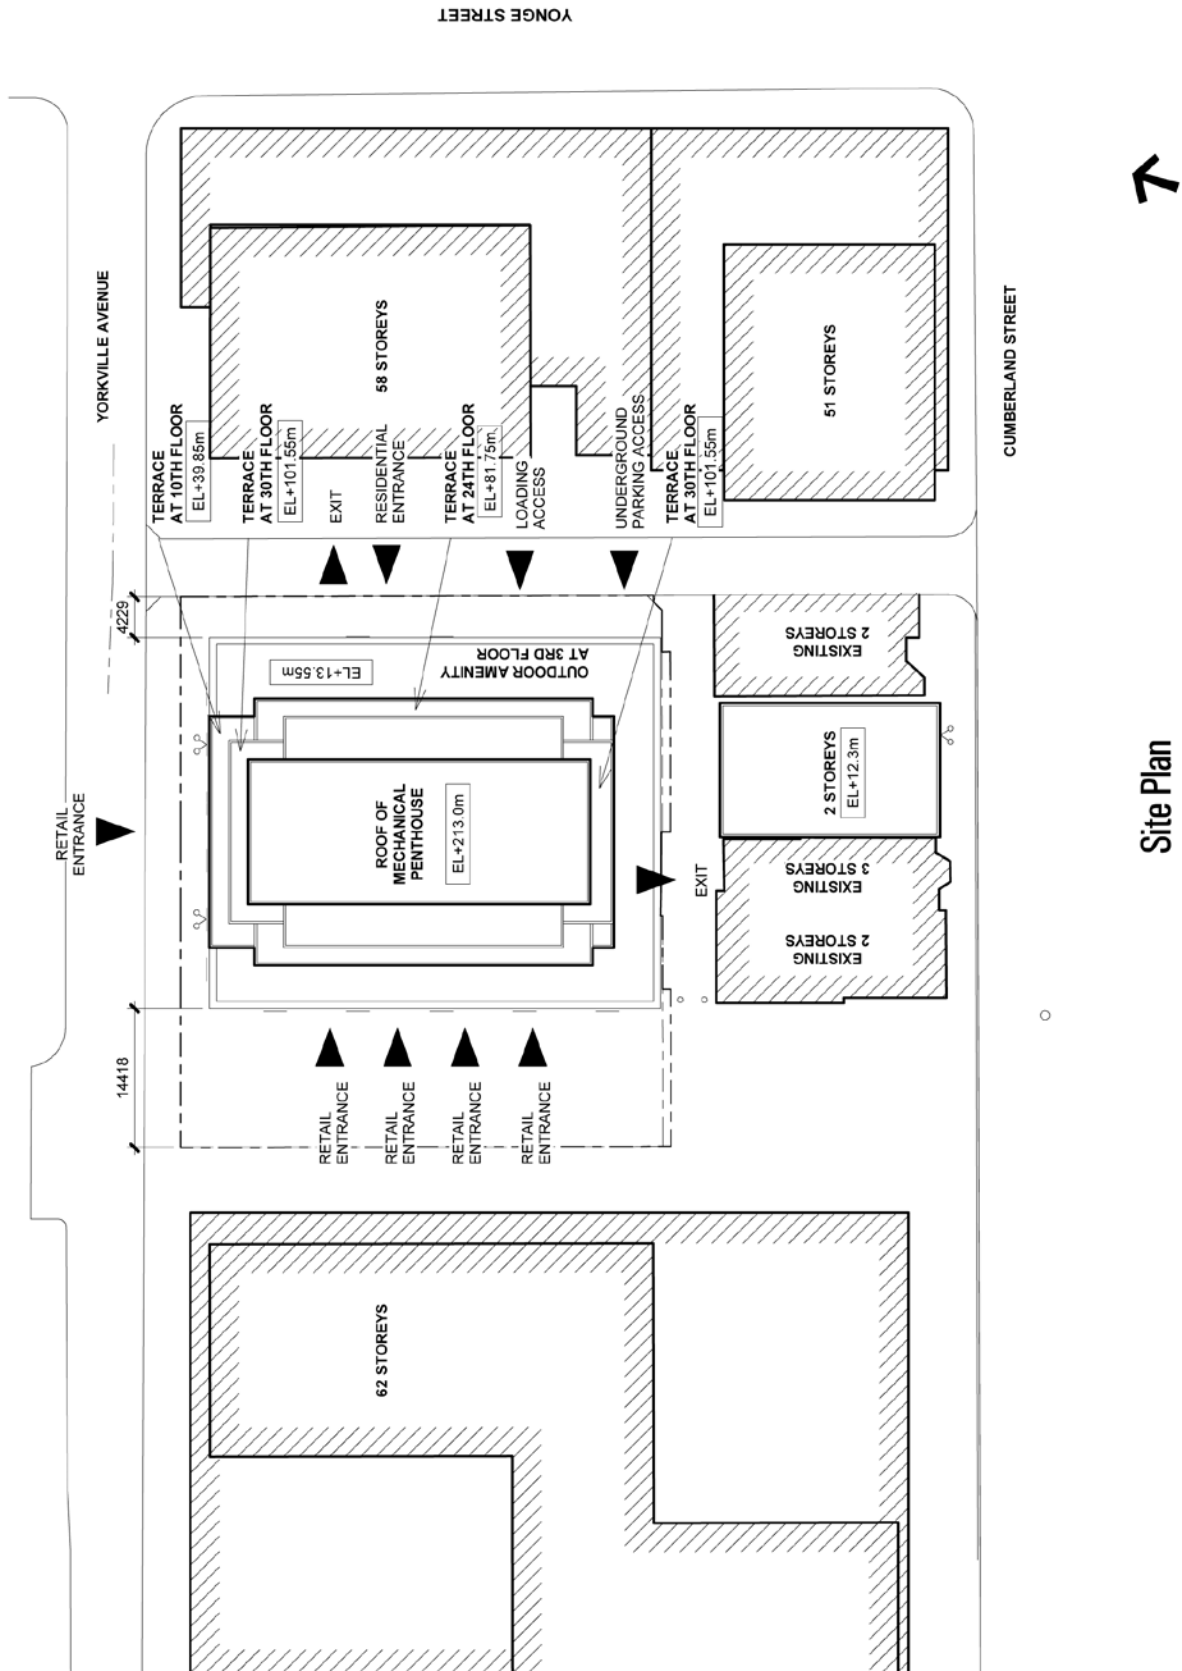 YONGE STREET
YORKVILLE AVENUE
CUMBERLAND STREET
58 STOREYS
51 STOREYS
TERRACE
AT 10TH FLOOR
EL+39.85m
TERRACE
AT 30TH FLOOR
EL+101.55m
EXIT
RESIDENTIAL
ENTRANCE
TERRACE
AT 24TH FLOOR
EL+81.75m
LOADING
ACCESS
UNDERGROUND
PARKING ACCESS
TERRACE
AT 30TH FLOOR
EL+101.55m
4229
EL+13.55m
OUTDOOR AMENITY
AT 3RD FLOOR
EXISTING
2 STOREYS
RETAIL
ENTRANCE
ROOF OF
MECHANICAL
PENTHOUSE
EL+213.0m
2 STOREYS
EL+12.3m
EXIT
EXISTING
3 STOREYS
EXISTING
2 STOREYS
14418
RETAIL
ENTRANCE
RETAIL
ENTRANCE
RETAIL
ENTRANCE
RETAIL
ENTRANCE
62 STOREYS
Site Plan